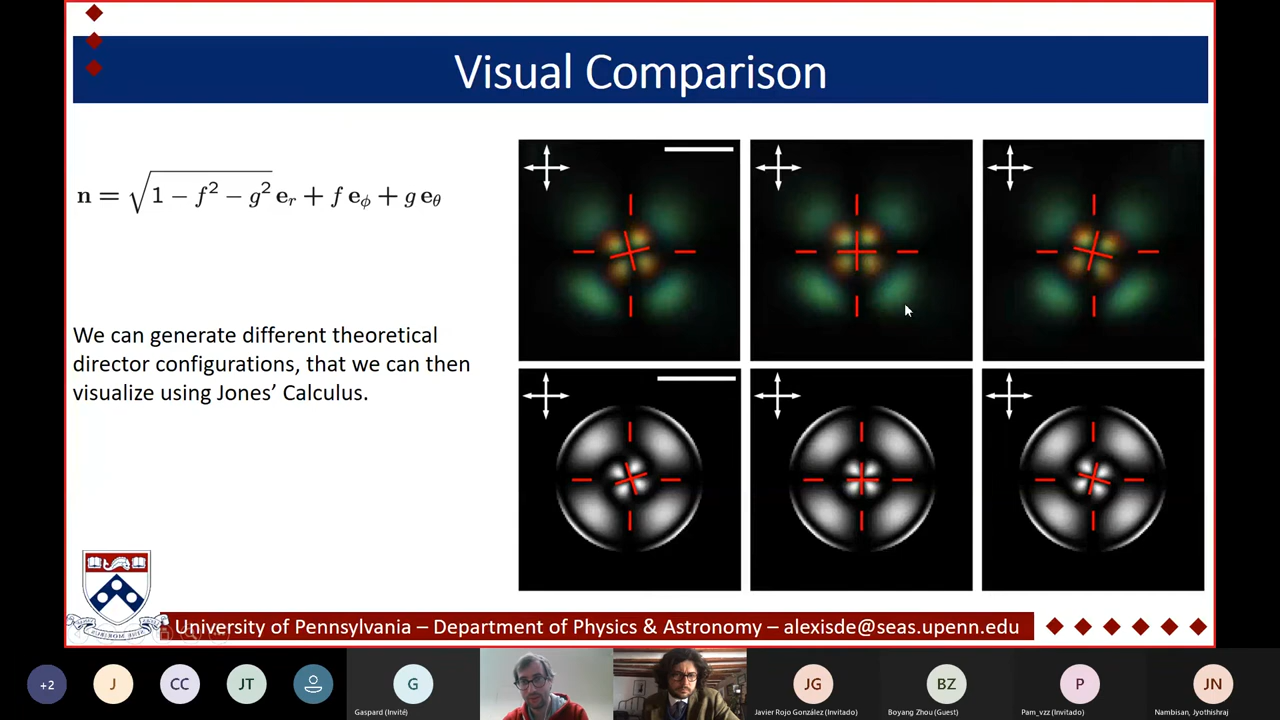 Visual Comparison
n = √1 − f² − g² eᵣ + f e_ϕ + g e_θ
We can generate different theoretical
director configurations, that we can then
visualize using Jones’ Calculus.
University of Pennsylvania – Department of Physics & Astronomy – alexisde@seas.upenn.edu
+2
J
CC
JT
G
JG
BZ
P
JN
Gaspard (Invité)
Javier Rojo González (Invitado)
Boyang Zhou (Guest)
Pam_vzz (Invitado)
Nambisan, Jyothishraj